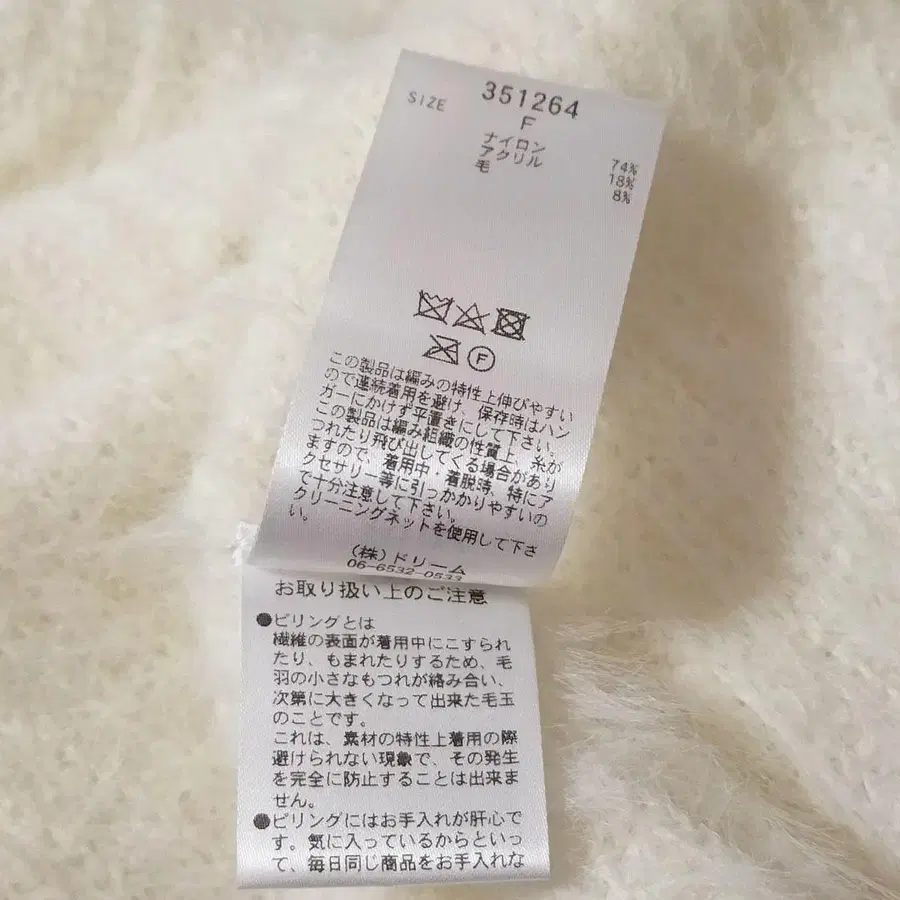 351264
SIZE F
ナイロン 74%
アクリル 18%
毛 8%
F
この製品は編みの特性上伸びやすい
ので連続着用を避け、保存時はハン
ガーにかけず平置きにして下さい。
この製品は編み組織の性質上、糸が
つれたり飛び出してくる場合があり
ますので、着用中、着脱時、特にア
クセサリー等に引っかかりやすいの
で十分注意して下さい。
クリーニングネットを使用して下さ
い。
(株)ドリーム
06-6532-0533
お取り扱い上のご注意
●ピリングとは
繊維の表面が着用中にこすられ
たり、もまれたりするため、毛
羽の小さなもつれが絡み合い、
次第に大きくなって出来た毛玉
のことです。
これは、素材の特性上着用の際
避けられない現象で、その発生
を完全に防止することは出来ま
せん。
●ピリングにはお手入れが肝心で
す。気に入っているからといっ
て、毎日同じ商品をお手入れな